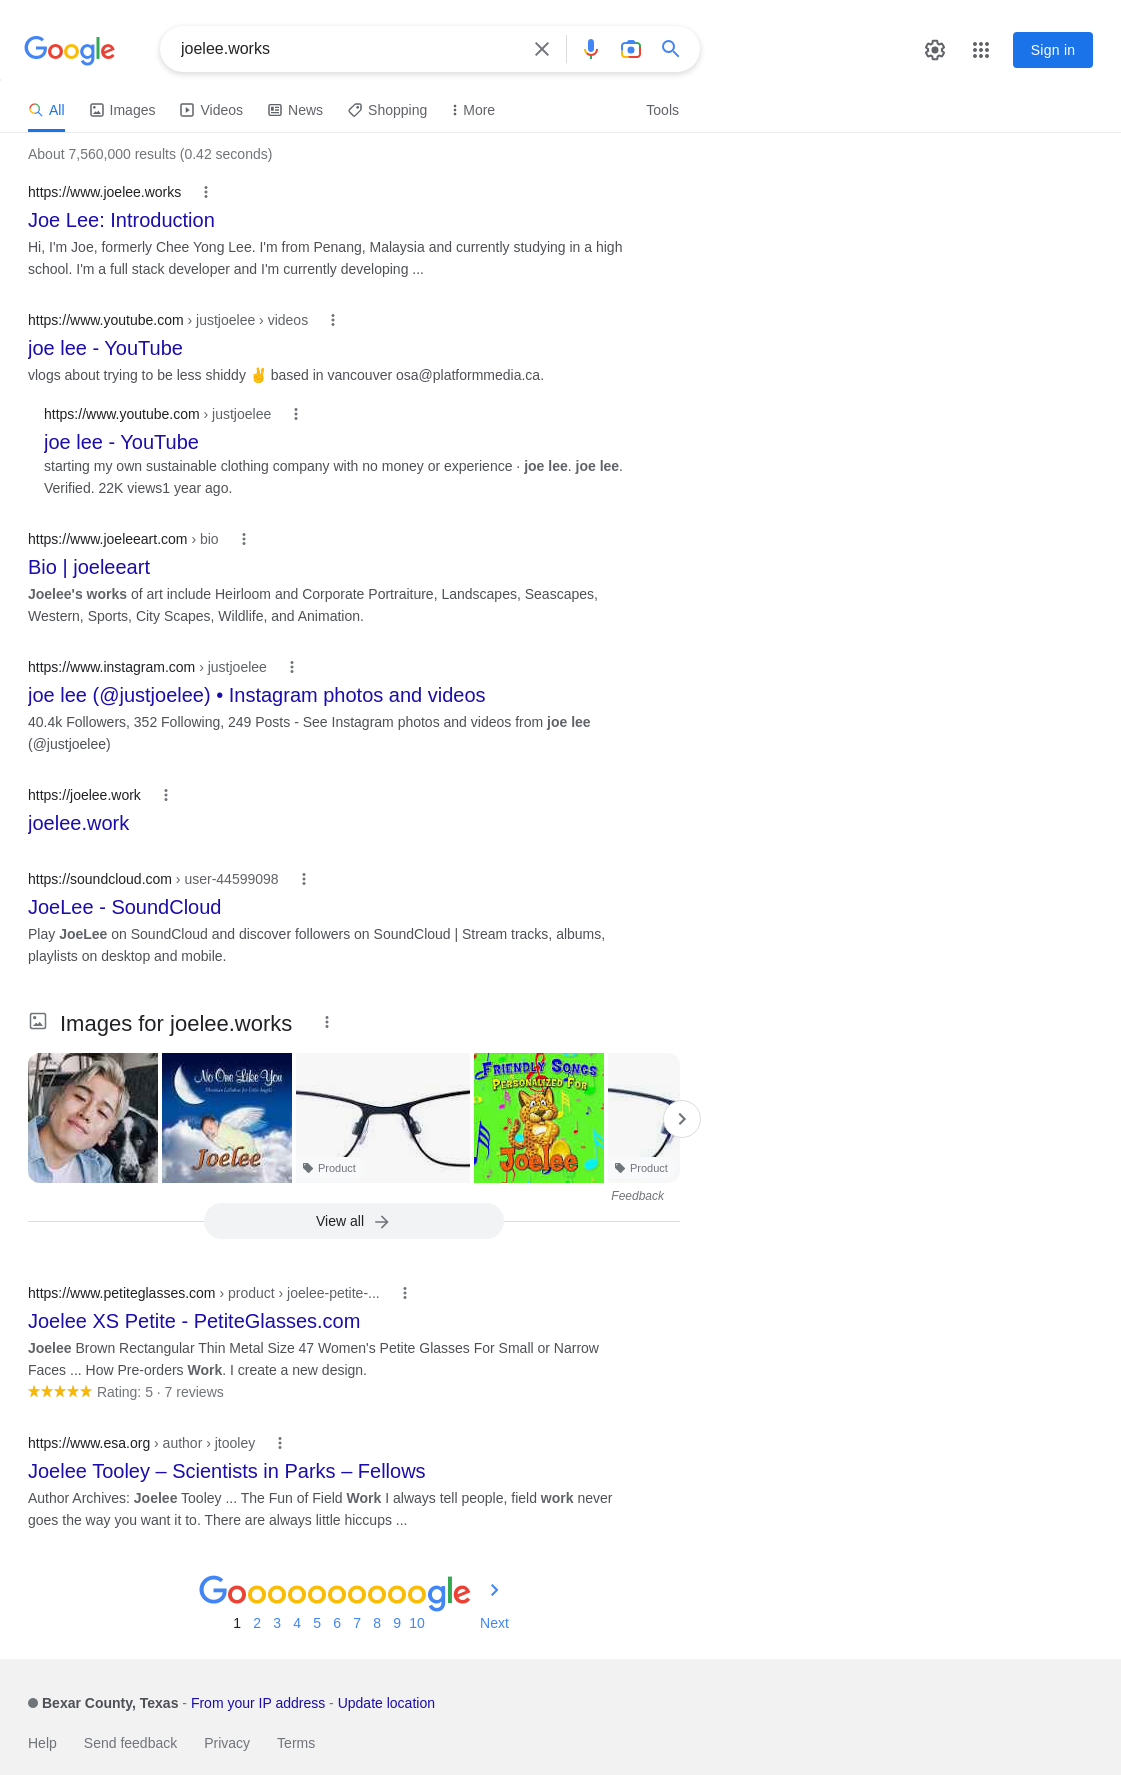 Google
joelee.works
Sign in
All Images Videos News Shopping More Tools
About 7,560,000 results (0.42 seconds)
https://www.joelee.works
Joe Lee: Introduction
Hi, I'm Joe, formerly Chee Yong Lee. I'm from Penang, Malaysia and currently studying in a high
school. I'm a full stack developer and I'm currently developing ...
https://www.youtube.com › justjoelee › videos
joe lee - YouTube
vlogs about trying to be less shiddy ✌ based in vancouver osa@platformmedia.ca.
https://www.youtube.com › justjoelee
joe lee - YouTube
starting my own sustainable clothing company with no money or experience · joe lee. joe lee.
Verified. 22K views1 year ago.
https://www.joeleeart.com › bio
Bio | joeleeart
Joelee's works of art include Heirloom and Corporate Portraiture, Landscapes, Seascapes,
Western, Sports, City Scapes, Wildlife, and Animation.
https://www.instagram.com › justjoelee
joe lee (@justjoelee) • Instagram photos and videos
40.4k Followers, 352 Following, 249 Posts - See Instagram photos and videos from joe lee
(@justjoelee)
https://joelee.work
joelee.work
https://soundcloud.com › user-44599098
JoeLee - SoundCloud
Play JoeLee on SoundCloud and discover followers on SoundCloud | Stream tracks, albums,
playlists on desktop and mobile.
Images for joelee.works
No One Like You
Joelee
Product
Friendly Songs
Personalized For
Joelee
Product
Feedback
View all
https://www.petiteglasses.com › product › joelee-petite-...
Joelee XS Petite - PetiteGlasses.com
Joelee Brown Rectangular Thin Metal Size 47 Women's Petite Glasses For Small or Narrow
Faces ... How Pre-orders Work. I create a new design.
Rating: 5 · 7 reviews
https://www.esa.org › author › jtooley
Joelee Tooley – Scientists in Parks – Fellows
Author Archives: Joelee Tooley ... The Fun of Field Work I always tell people, field work never
goes the way you want it to. There are always little hiccups ...
Goooooooooogle
1 2 3 4 5 6 7 8 9 10 Next
Bexar County, Texas - From your IP address - Update location
Help Send feedback Privacy Terms